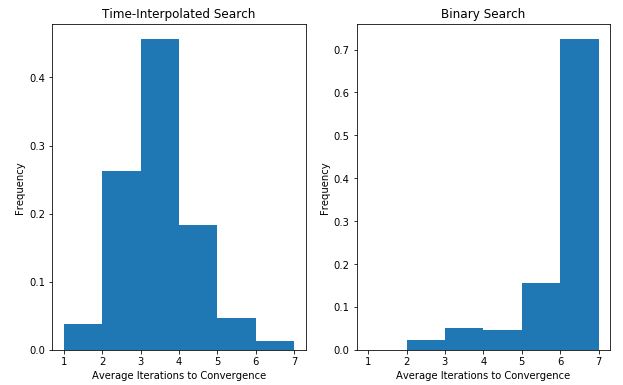 Time-Interpolated Search
Frequency
0.4
0.3
0.2
0.1
0.0
1 2 3 4 5 6 7
Average Iterations to Convergence
Binary Search
Frequency
0.7
0.6
0.5
0.4
0.3
0.2
0.1
0.0
1 2 3 4 5 6 7
Average Iterations to Convergence